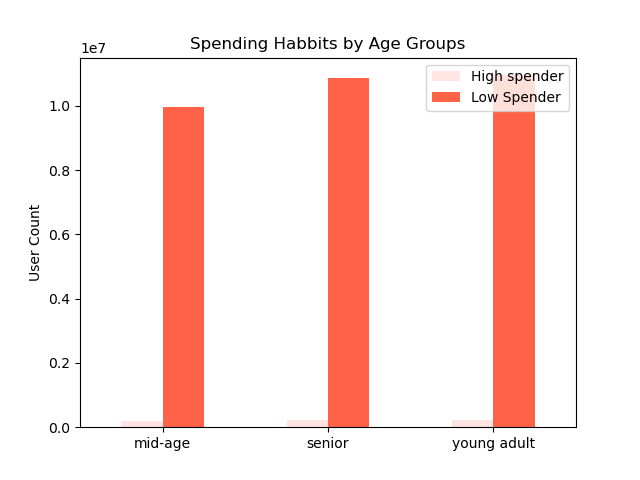 Spending Habbits by Age Groups
1e7
High spender
Low Spender
1.0
0.8
0.6
0.4
0.2
0.0
User Count
mid-age
senior
young adult